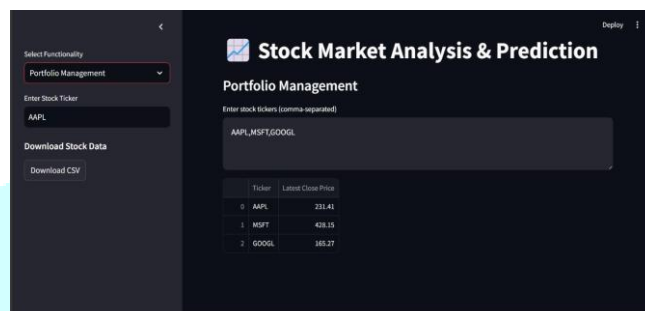 Deploy
Select Functionality
Portfolio Management
Enter Stock Ticker
AAPL
Download Stock Data
Download CSV
Stock Market Analysis & Prediction
Portfolio Management
Enter stock tickers (comma-separated)
AAPL,MSFT,GOOGL
Ticker Latest Close Price
0 AAPL 231.41
1 MSFT 428.15
2 GOOGL 165.27